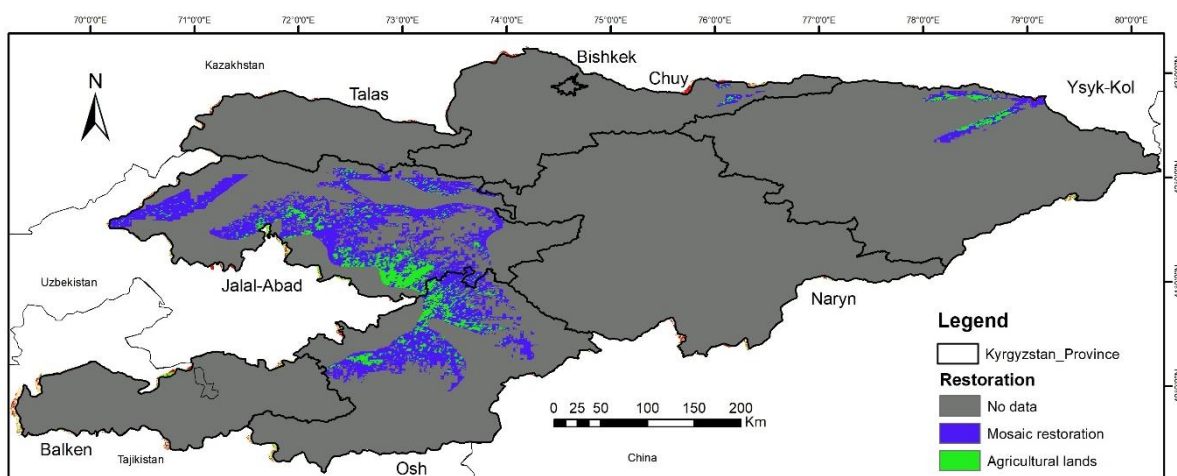 70°0'0"E 71°0'0"E 72°0'0"E 73°0'0"E 74°0'0"E 75°0'0"E 76°0'0"E 77°0'0"E 78°0'0"E 79°0'0"E 80°0'0"E
Bishkek
Kazakhstan
Chuy
Ysyk-Kol
N
Talas
Uzbekistan
Jalal-Abad
Naryn
Legend
Kyrgyzstan_Province
Restoration
No data
Mosaic restoration
Agricultural lands
0 25 50 100 150 200
Km
Balken
Tajikistan
Osh
China